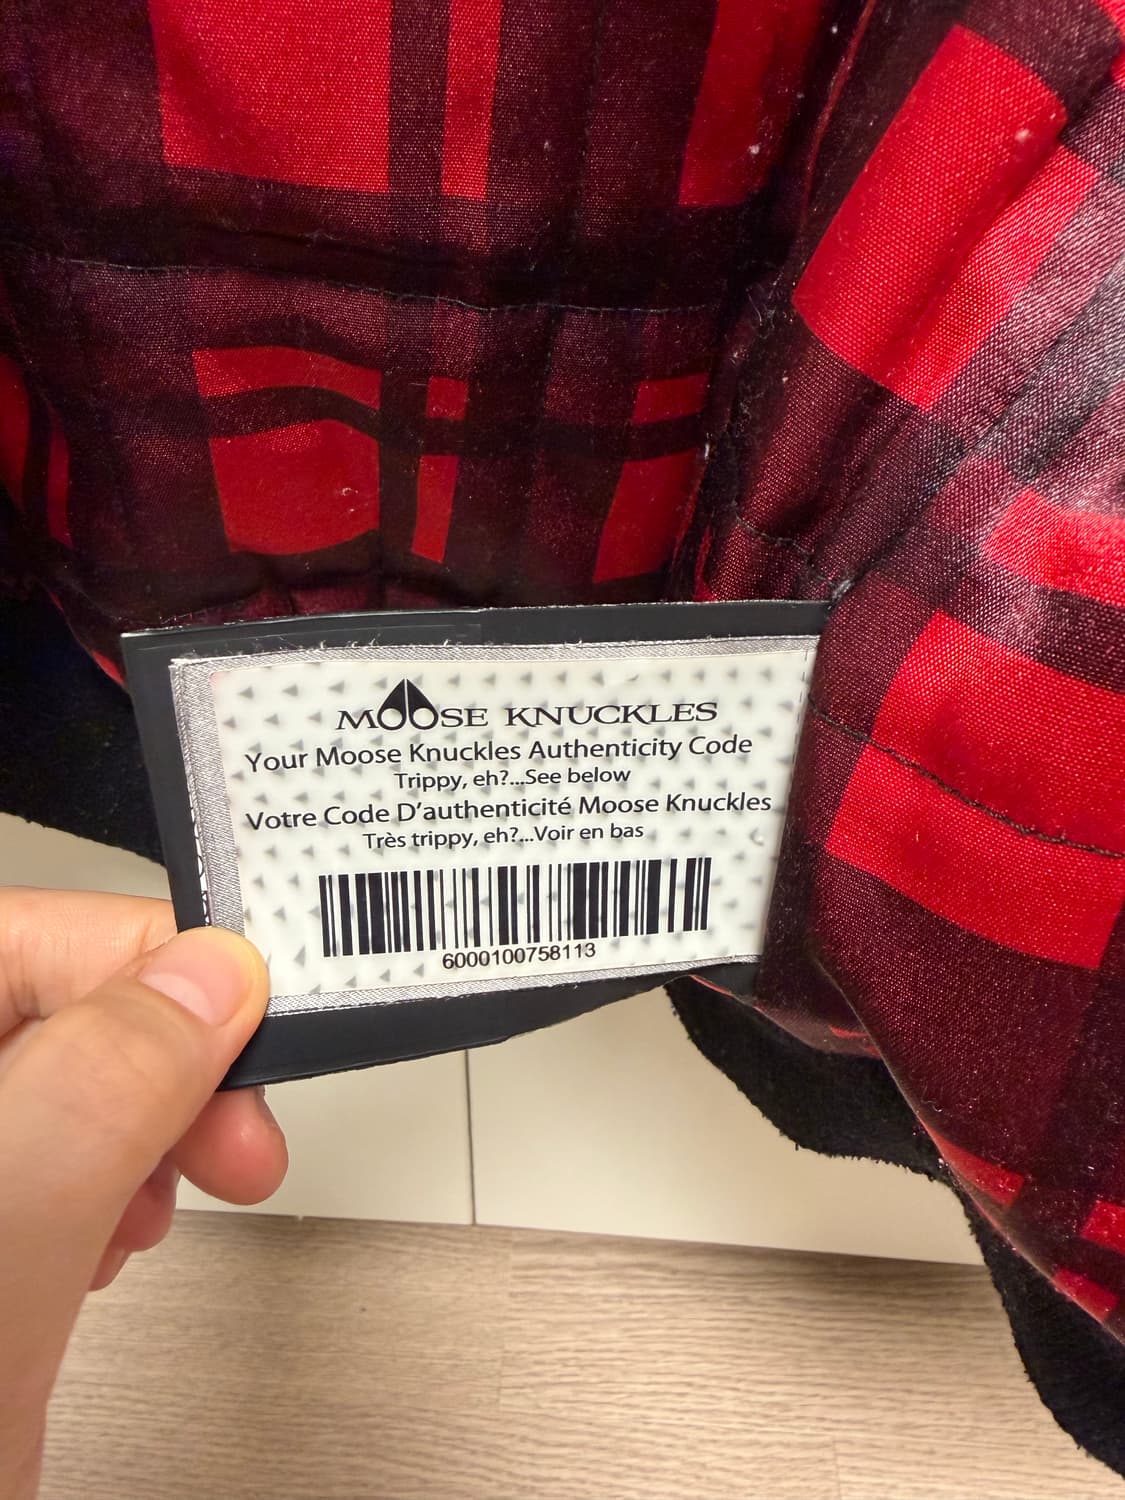 MOOSE KNUCKLES
Your Moose Knuckles Authenticity Code
Trippy, eh?...See below
Votre Code D'authenticité Moose Knuckles
Très trippy, eh?...Voir en bas
6000100758113